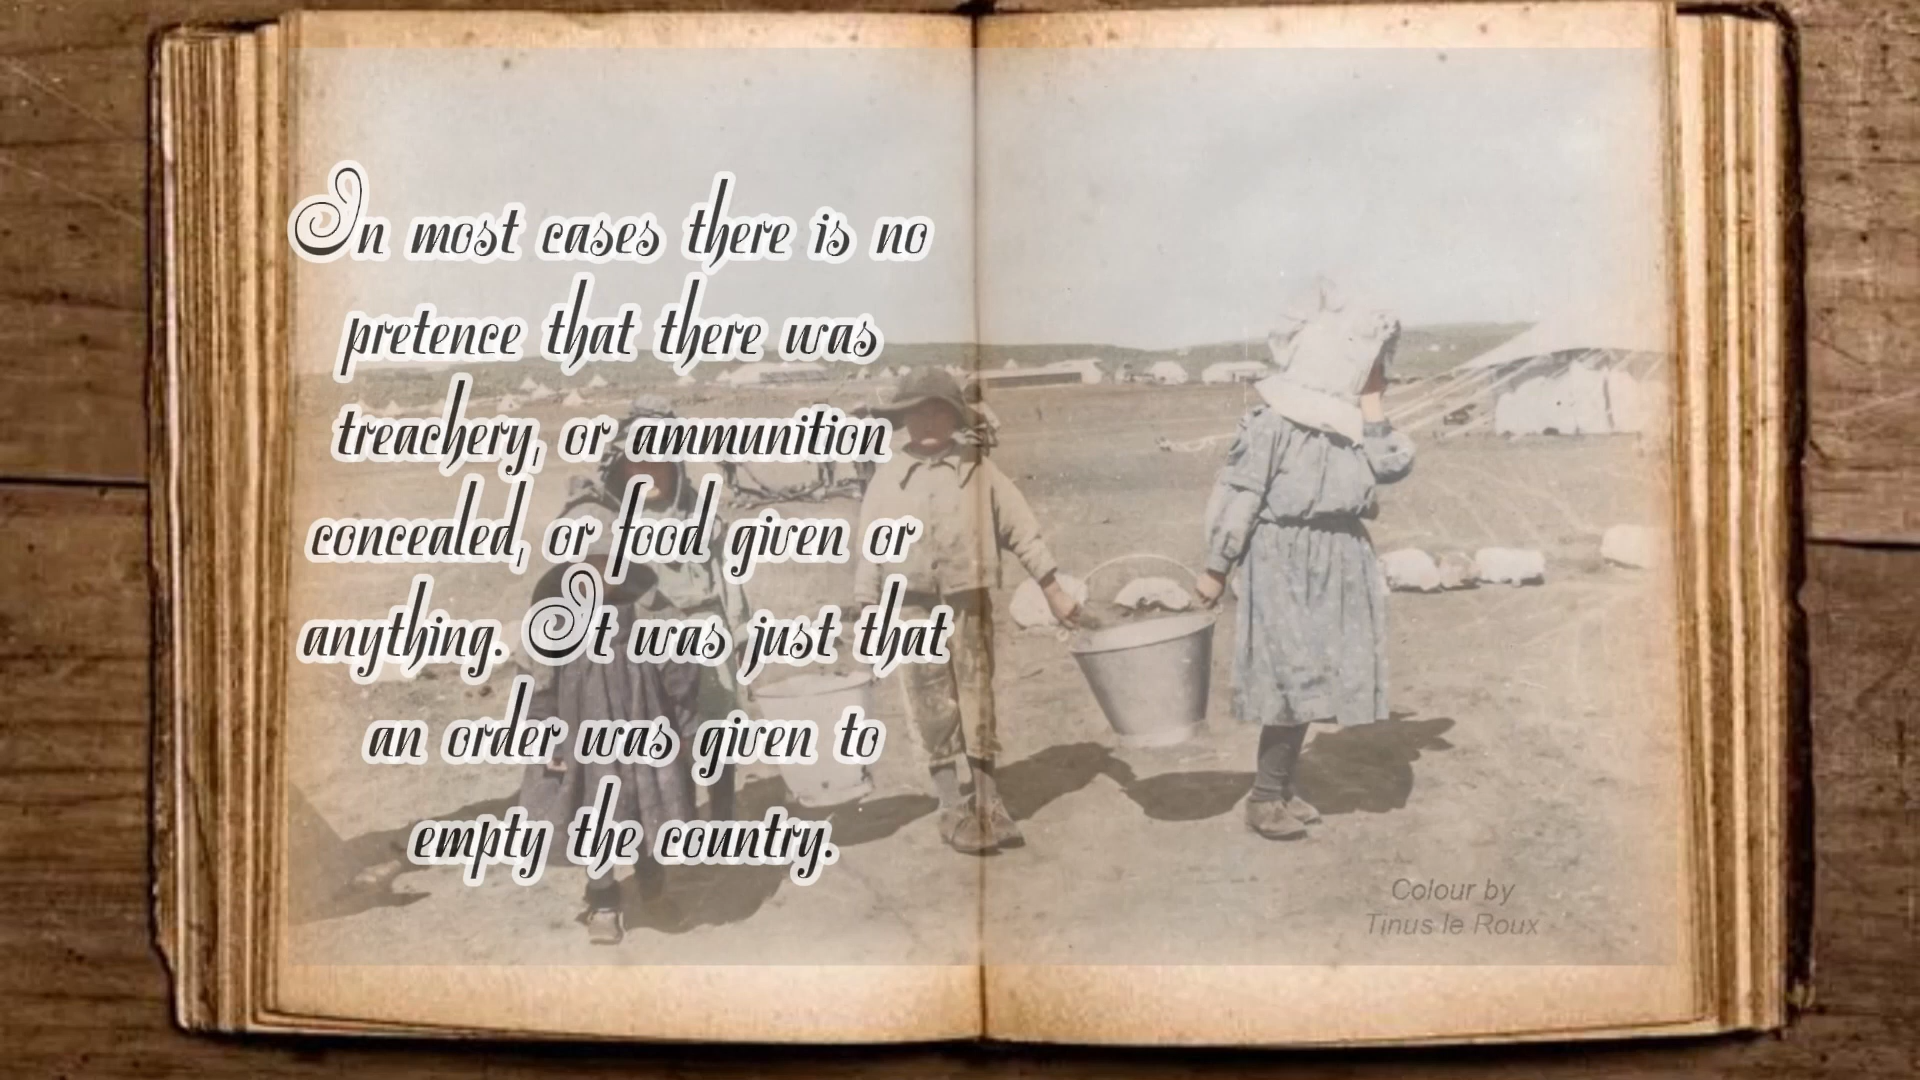 In most cases there is no
pretence that there was
treachery, or ammunition
concealed, or food given or
anything. It was just that
an order was given to
empty the country.
Colour by
Tinus le Roux